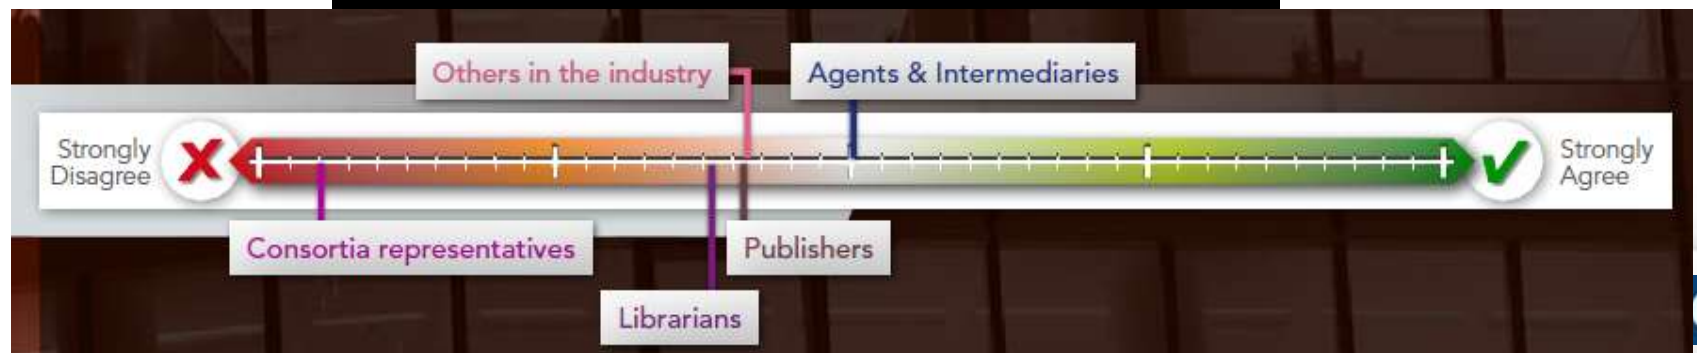 Others in the industry
Agents & Intermediaries
Strongly
Disagree
Strongly
Agree
Consortia representatives
Publishers
Librarians